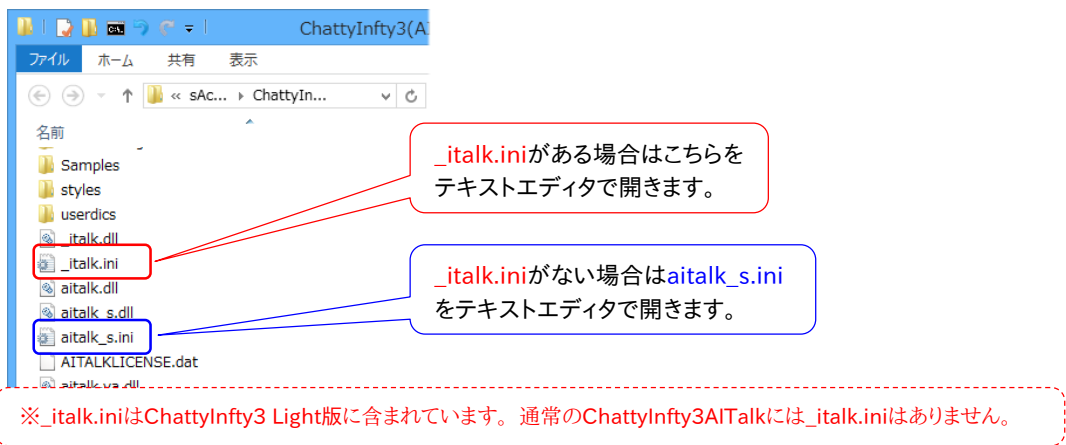 ChattyInfty3(A
ファイル ホーム 共有 表示
« sAc... ▸ ChattyIn...
名前
Samples
styles
userdics
_italk.dll
_italk.ini
aitalk.dll
aitalk_s.dll
aitalk_s.ini
AITALKLICENSE.dat
_italk.iniがある場合はこちらを
テキストエディタで開きます。
_italk.iniがない場合はaitalk_s.ini
をテキストエディタで開きます。
※_italk.iniはChattyInfty3 Light版に含まれています。通常のChattyInfty3AITalkには_italk.iniはありません。